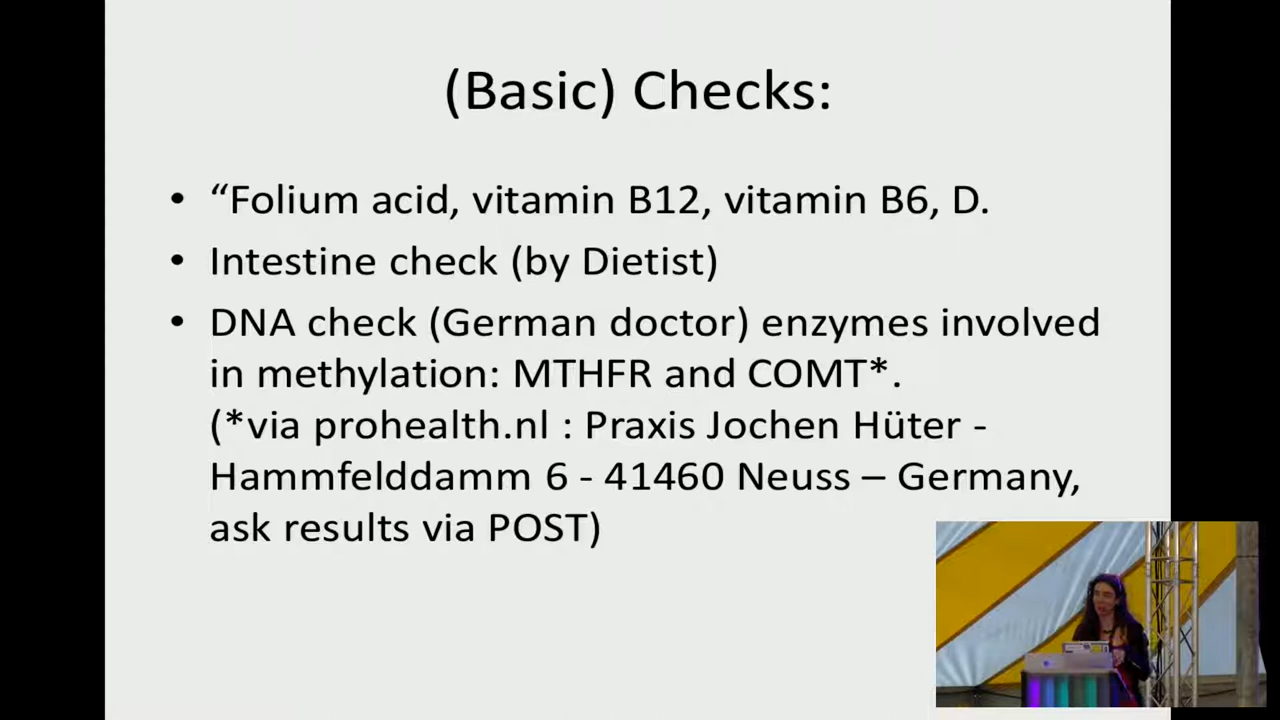 (Basic) Checks:
• “Folium acid, vitamin B12, vitamin B6, D.
• Intestine check (by Dietist)
• DNA check (German doctor) enzymes involved
in methylation: MTHFR and COMT*.
(*via prohealth.nl : Praxis Jochen Hüter -
Hammfelddamm 6 - 41460 Neuss – Germany,
ask results via POST)